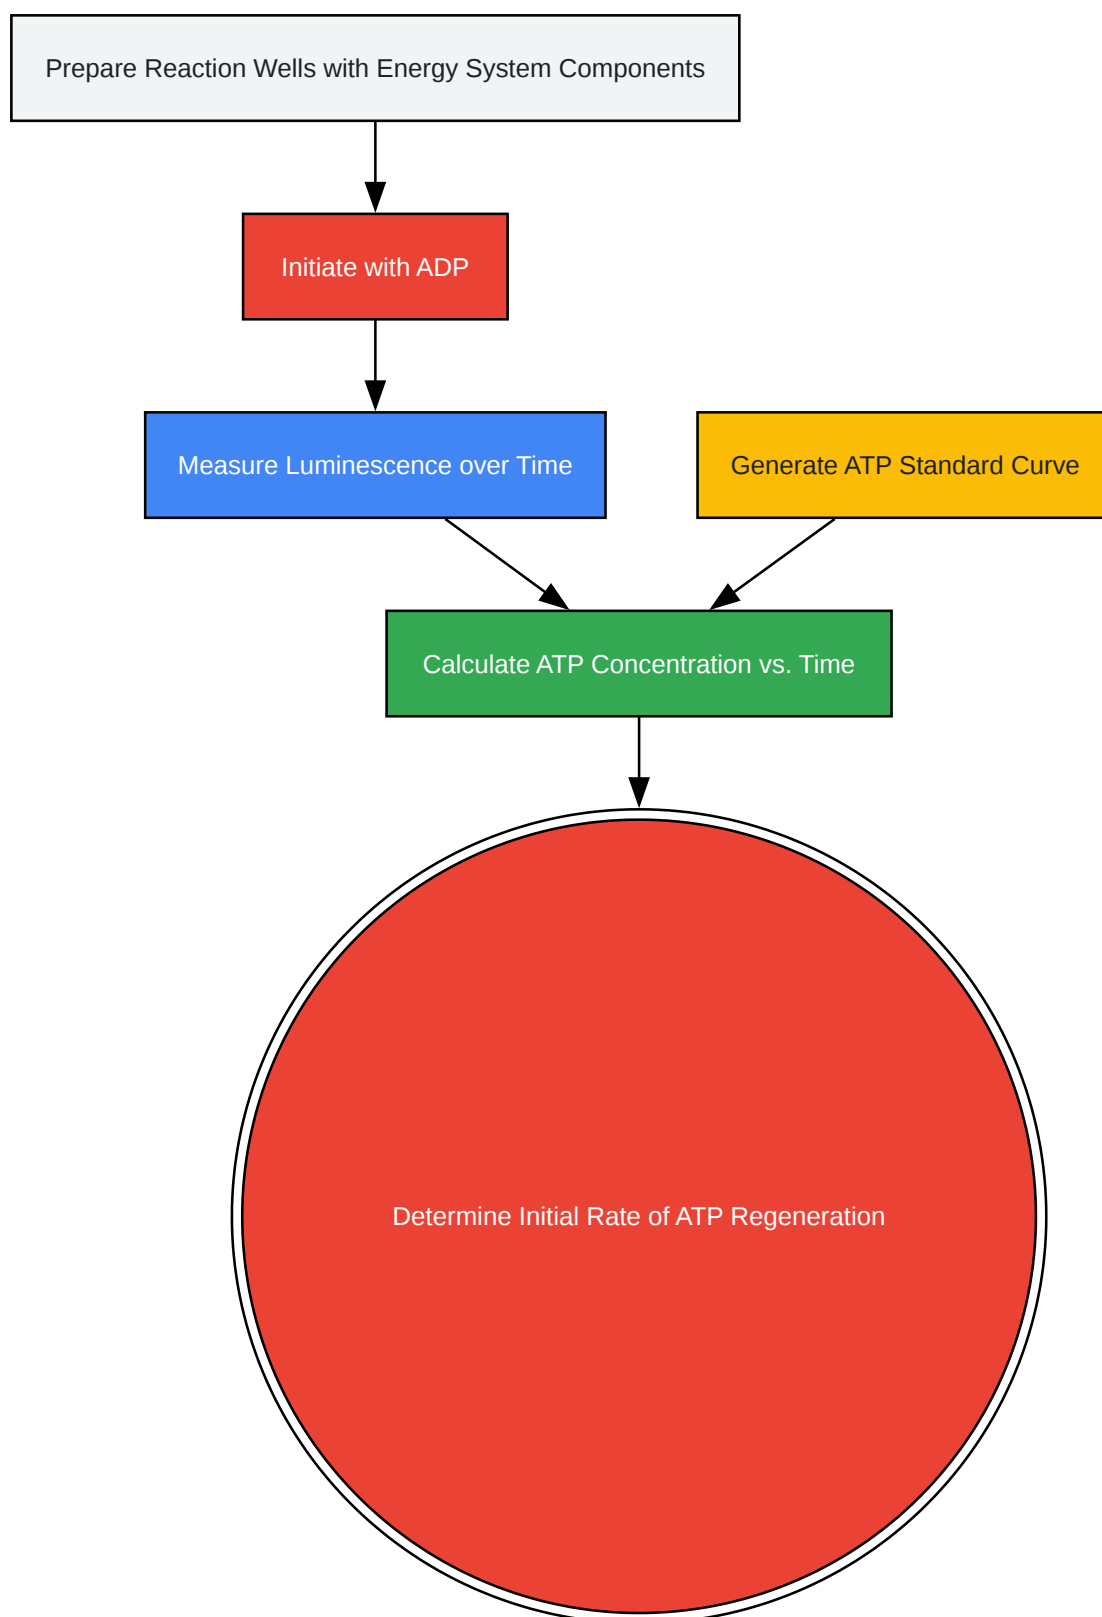 Prepare Reaction Wells with Energy System Components
Initiate with ADP
Measure Luminescence over Time
Generate ATP Standard Curve
Calculate ATP Concentration vs. Time
Determine Initial Rate of ATP Regeneration